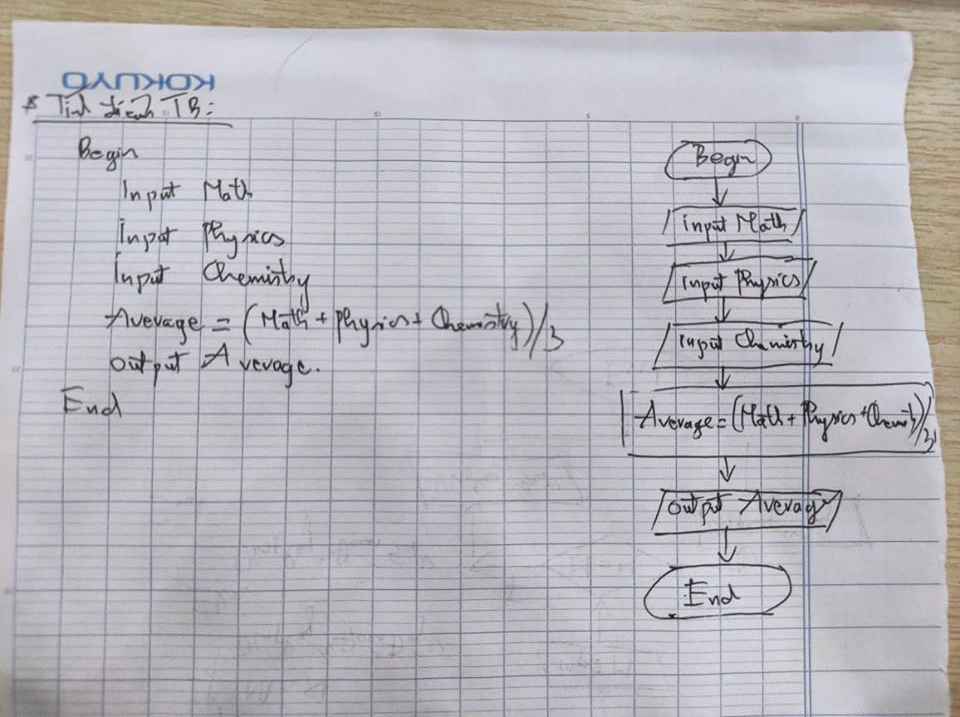 KOKUYO
* Tính điểm TB:
Begin
Input Math
Input Physics
Input Chemistry
Average = (Math + Physics + Chemistry)/3
Output Average.
End
Begin
Input Math
Input Physics
Input Chemistry
Average = (Math + Physics + Chemist)/3
Output Average
End